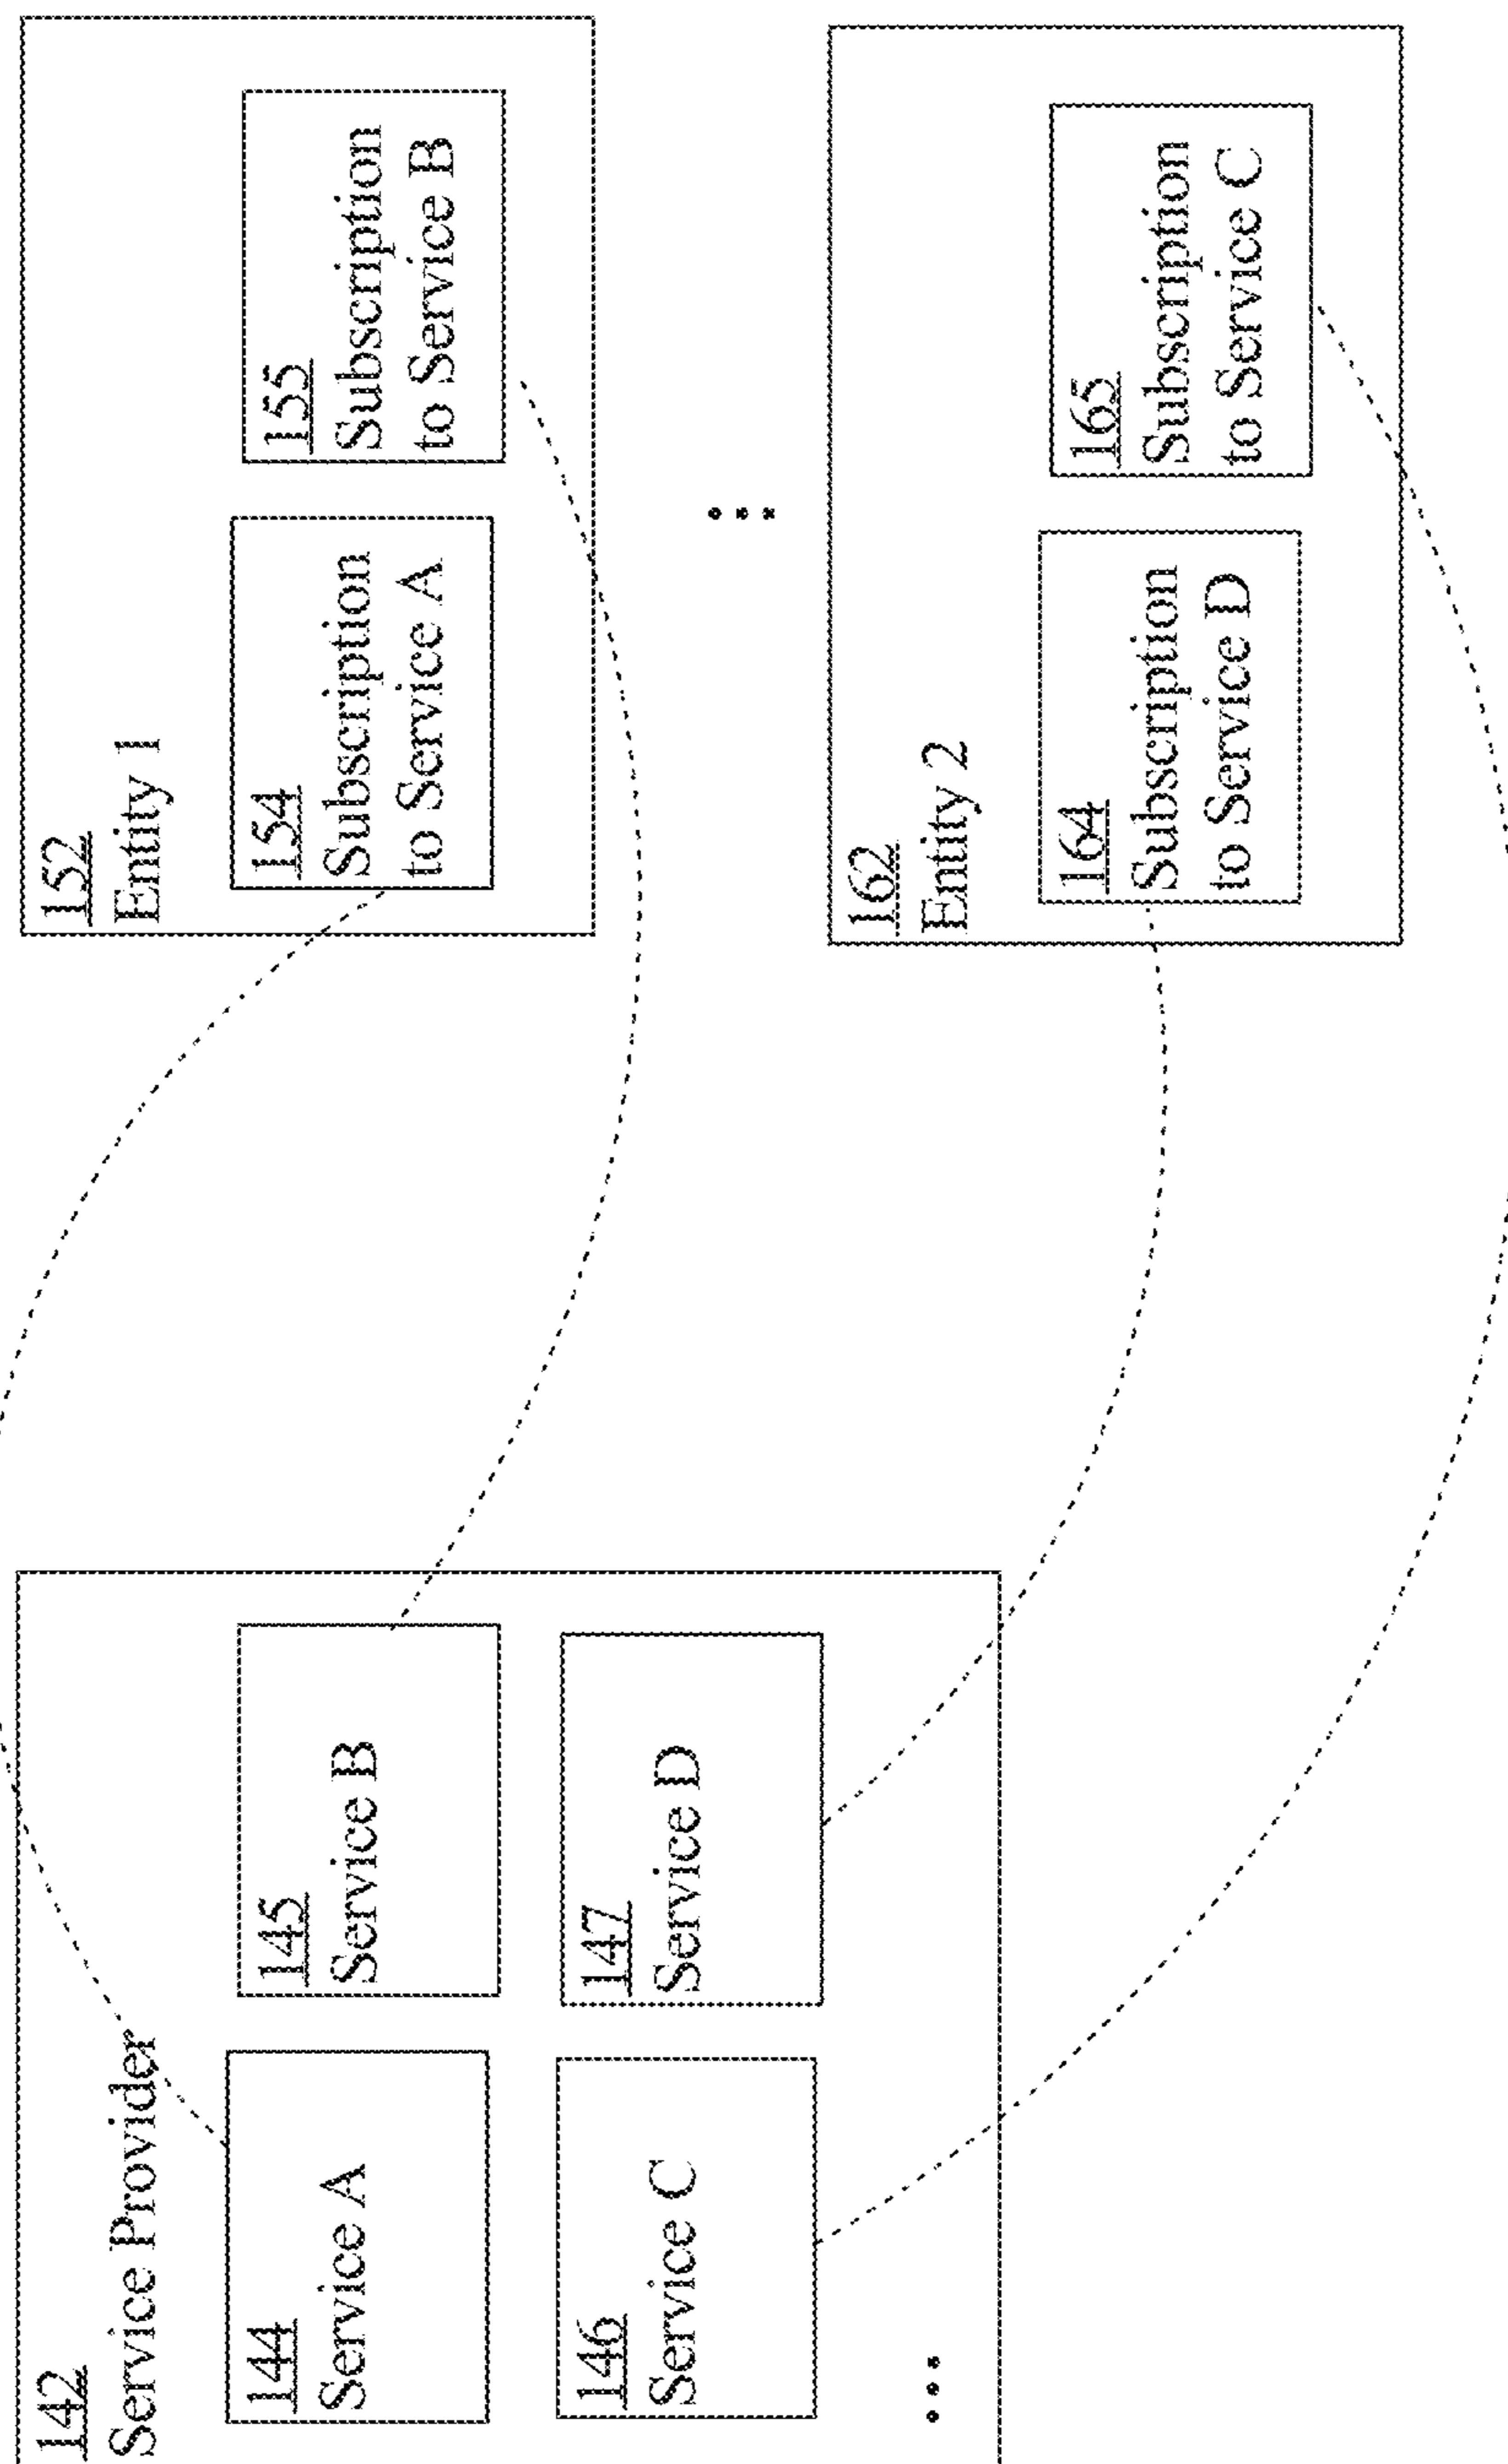 142
Service Provider
144
Service A
145
Service B
146
Service C
147
Service D
152
Entity 1
154
Subscription
to Service A
155
Subscription
to Service B
162
Entity 2
164
Subscription
to Service D
165
Subscription
to Service C